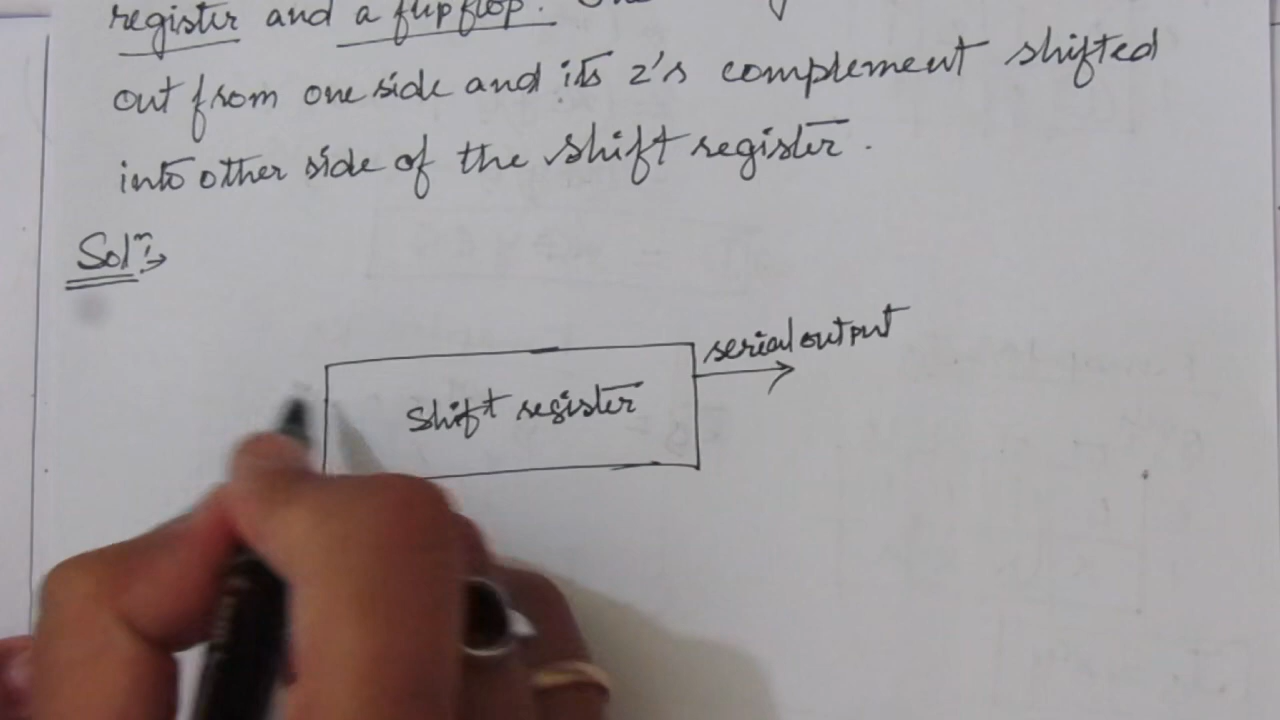 register and a flipflop.
out from one side and its 2's complement shifted
into other side of the shift register.
Solⁿ:→
serial output
Shift register